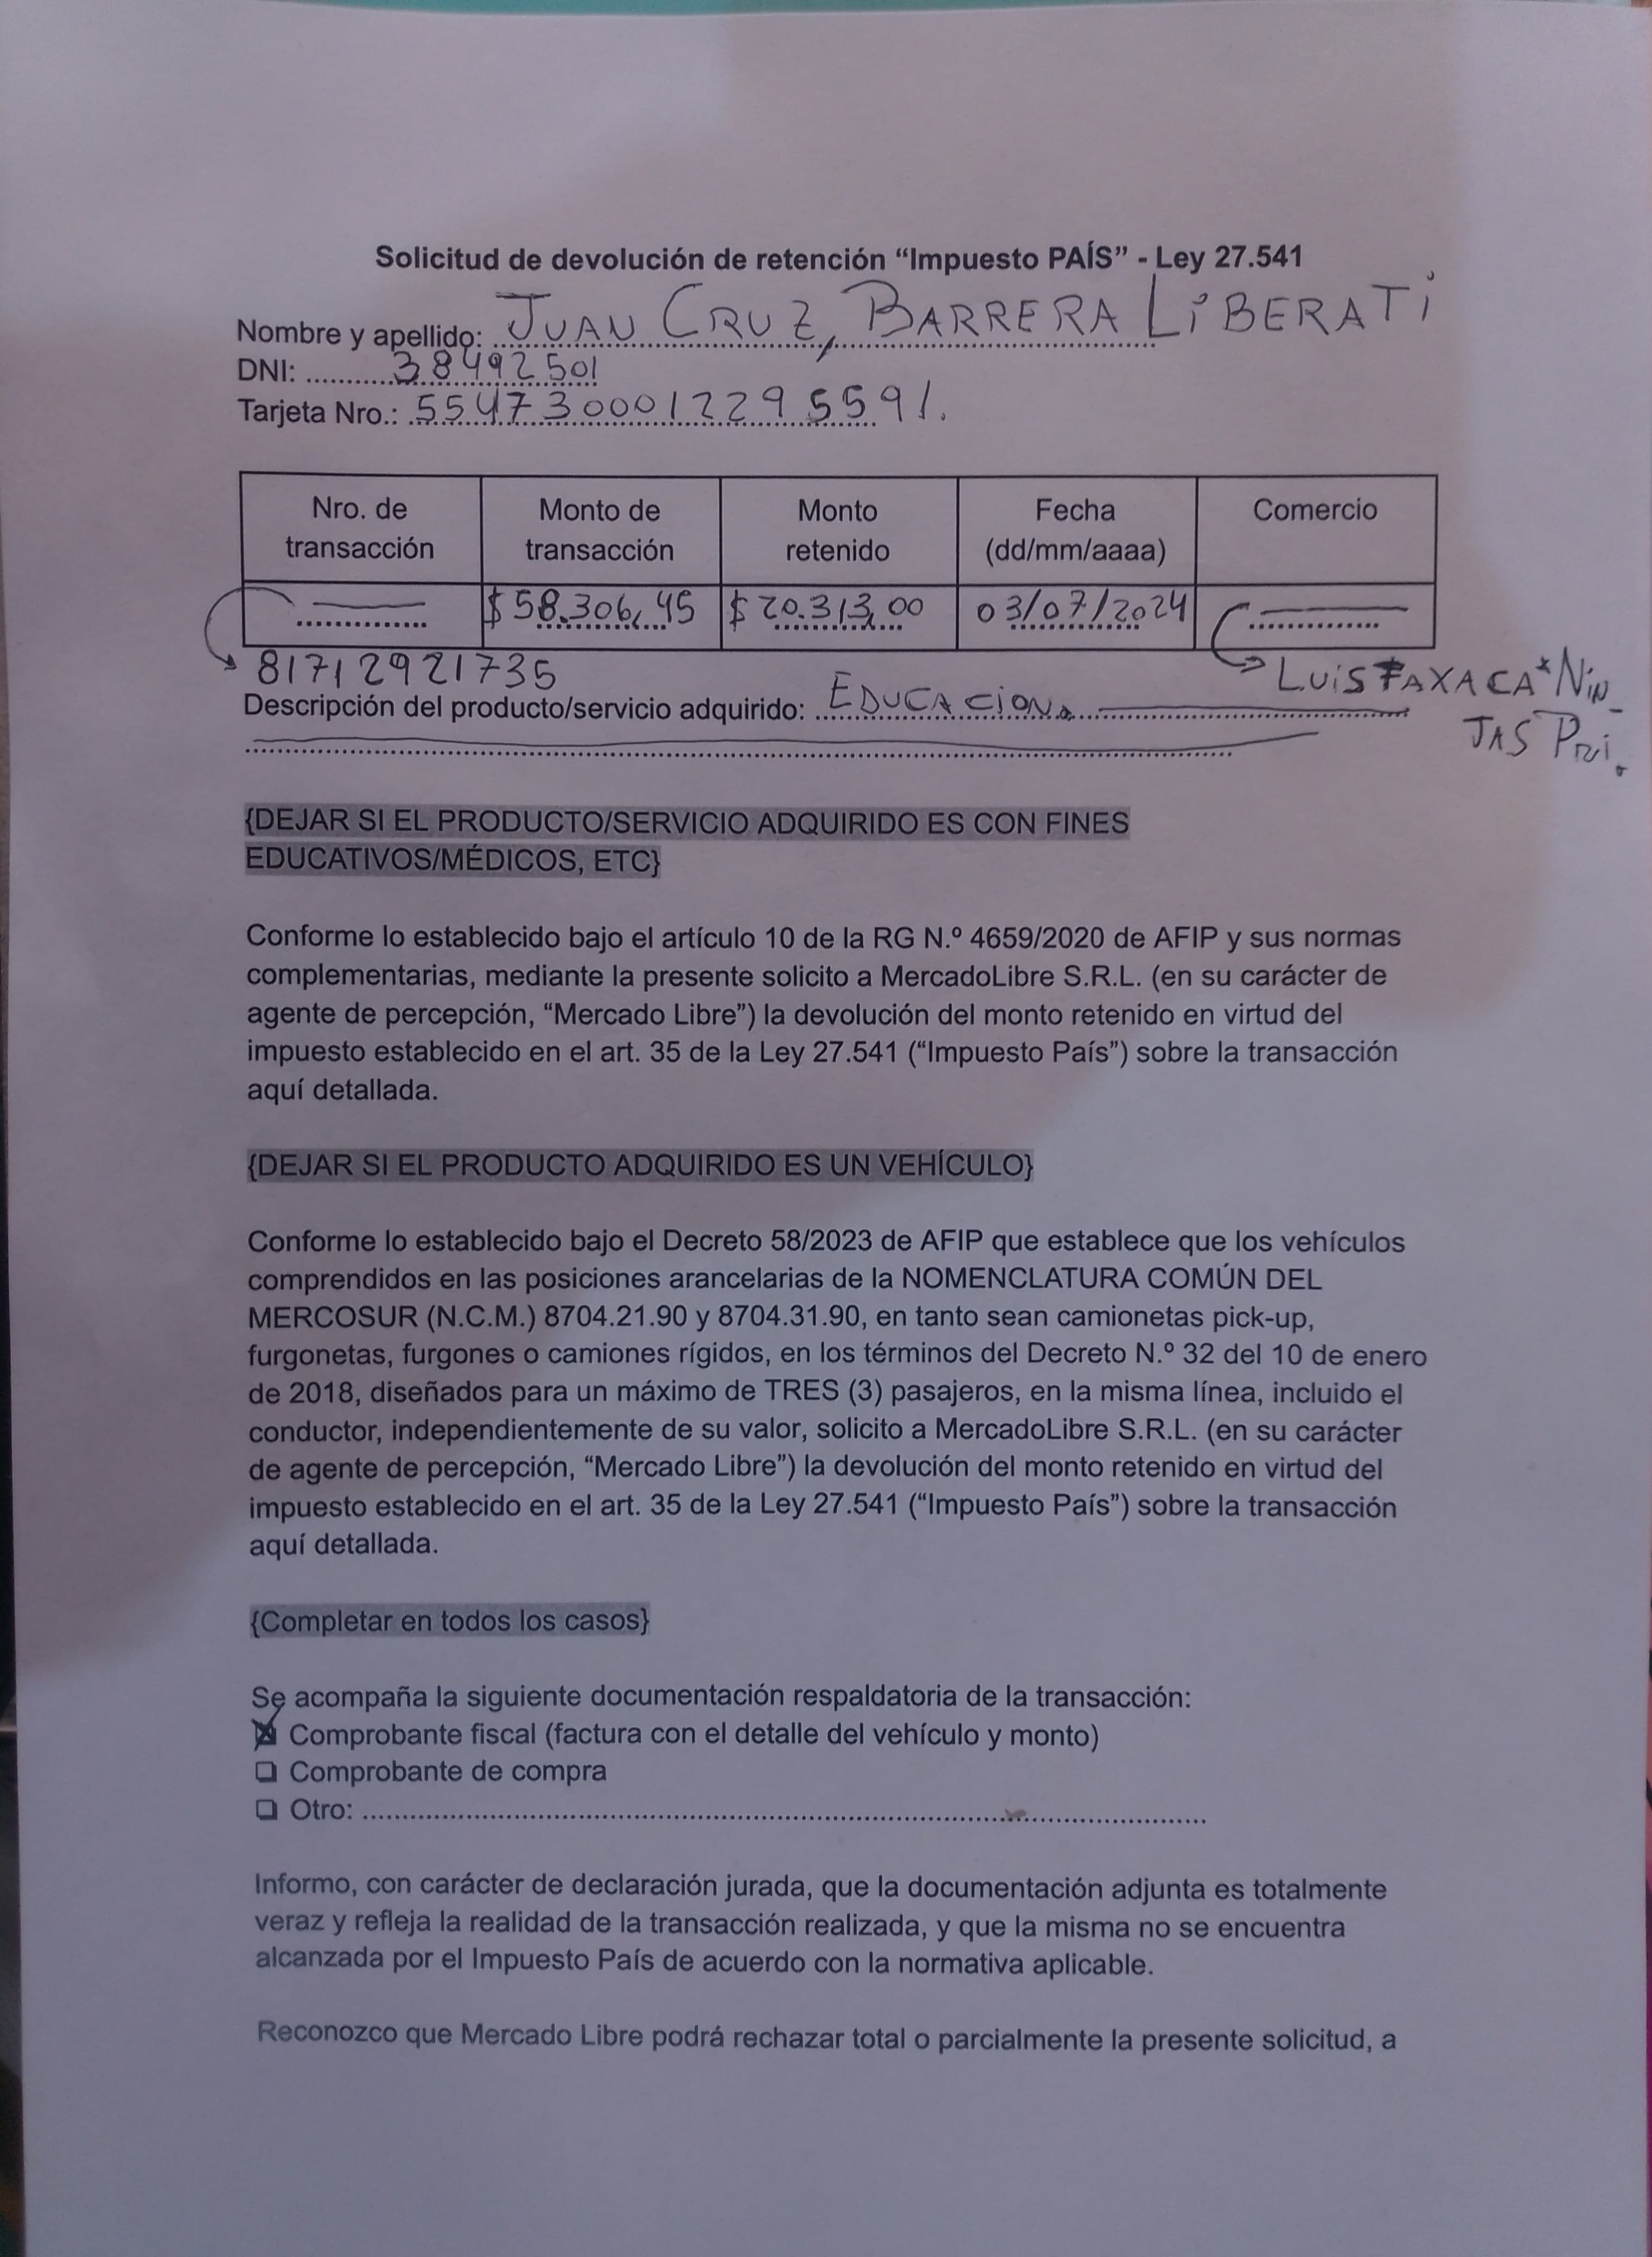 Solicitud de devolución de retención “Impuesto PAÍS” - Ley 27.541
Nombre y apellido: JUAN CRUZ, BARRERA LIBERATI
DNI: 38492501
Tarjeta Nro.: 5547300012295591.
Nro. de transacción
Monto de transacción
Monto retenido
Fecha (dd/mm/aaaa)
Comercio
$ 58.306,45 $ 20.313,00 03/07/2024
81712921735
LUIS TAXACA*NIN-
JAS PRI.
Descripción del producto/servicio adquirido: EDUCACION.
{DEJAR SI EL PRODUCTO/SERVICIO ADQUIRIDO ES CON FINES
EDUCATIVOS/MÉDICOS, ETC}
Conforme lo establecido bajo el artículo 10 de la RG N.º 4659/2020 de AFIP y sus normas
complementarias, mediante la presente solicito a MercadoLibre S.R.L. (en su carácter de
agente de percepción, “Mercado Libre”) la devolución del monto retenido en virtud del
impuesto establecido en el art. 35 de la Ley 27.541 (“Impuesto País”) sobre la transacción
aquí detallada.
{DEJAR SI EL PRODUCTO ADQUIRIDO ES UN VEHÍCULO}
Conforme lo establecido bajo el Decreto 58/2023 de AFIP que establece que los vehículos
comprendidos en las posiciones arancelarias de la NOMENCLATURA COMÚN DEL
MERCOSUR (N.C.M.) 8704.21.90 y 8704.31.90, en tanto sean camionetas pick-up,
furgonetas, furgones o camiones rígidos, en los términos del Decreto N.º 32 del 10 de enero
de 2018, diseñados para un máximo de TRES (3) pasajeros, en la misma línea, incluido el
conductor, independientemente de su valor, solicito a MercadoLibre S.R.L. (en su carácter
de agente de percepción, “Mercado Libre”) la devolución del monto retenido en virtud del
impuesto establecido en el art. 35 de la Ley 27.541 (“Impuesto País”) sobre la transacción
aquí detallada.
{Completar en todos los casos}
Se acompaña la siguiente documentación respaldatoria de la transacción:
☒ Comprobante fiscal (factura con el detalle del vehículo y monto)
❏ Comprobante de compra
❏ Otro:
Informo, con carácter de declaración jurada, que la documentación adjunta es totalmente
veraz y refleja la realidad de la transacción realizada, y que la misma no se encuentra
alcanzada por el Impuesto País de acuerdo con la normativa aplicable.
Reconozco que Mercado Libre podrá rechazar total o parcialmente la presente solicitud, a